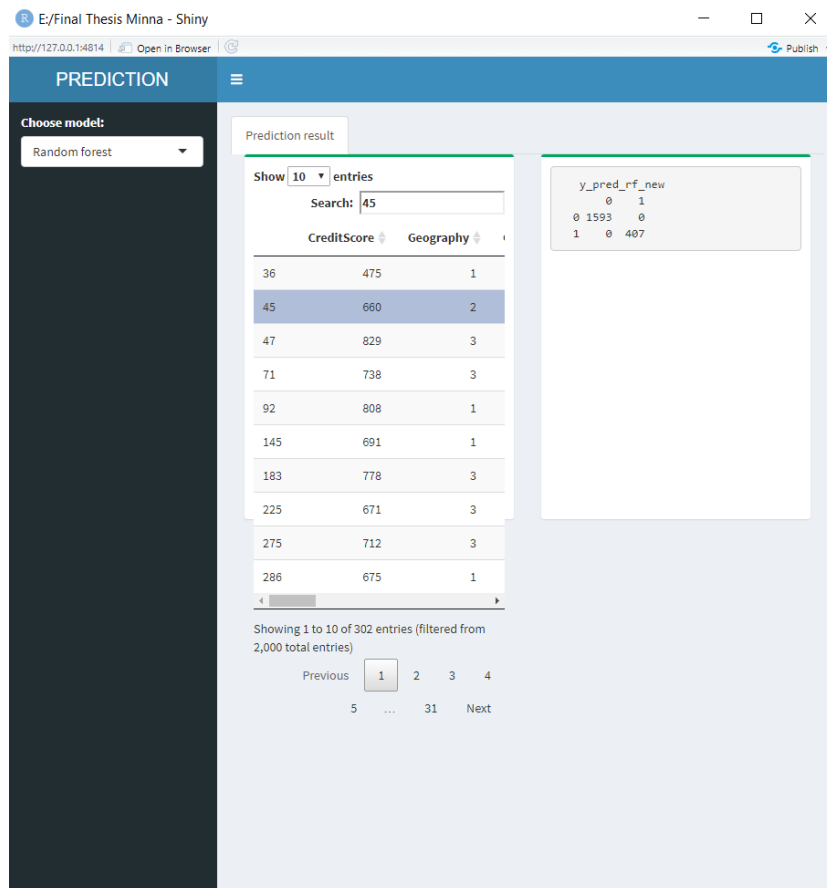 R E:/Final Thesis Minna - Shiny
http://127.0.0.1:4814 Open in Browser Publish
PREDICTION
Choose model:
Random forest
Prediction result
Show 10 entries
Search: 45
CreditScore Geography
36 475 1
45 660 2
47 829 3
71 738 3
92 808 1
145 691 1
183 778 3
225 671 3
275 712 3
286 675 1
Showing 1 to 10 of 302 entries (filtered from
2,000 total entries)
Previous 1 2 3 4
5 … 31 Next
y_pred_rf_new
0 1
0 1593 0
1 0 407